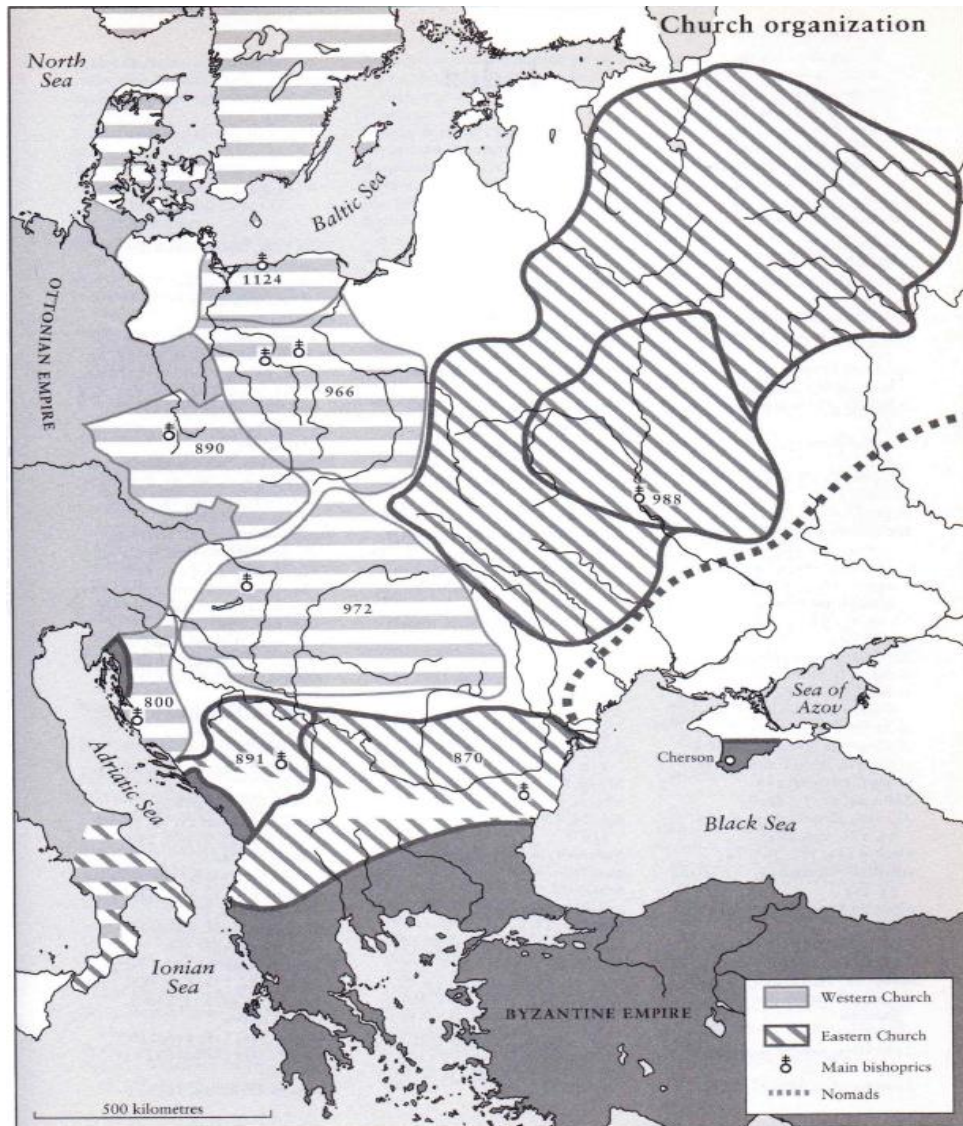 Church organization
North
Sea
Baltic Sea
OTTONIAN EMPIRE
1124
966
890
988
972
800
891
870
Sea of
Azov
Cherson
Adriatic Sea
Black Sea
Ionian
Sea
BYZANTINE EMPIRE
Western Church
Eastern Church
Main bishoprics
Nomads
500 kilometres